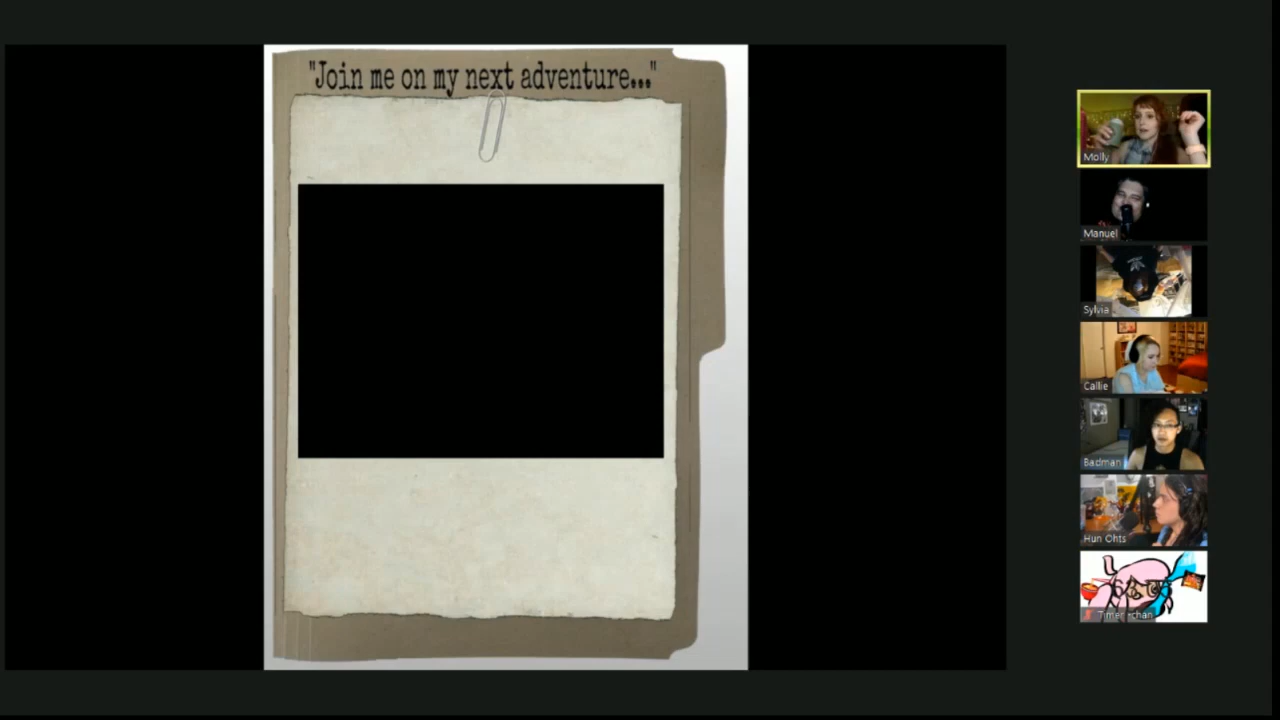 "Join me on my next adventure..."
Molly
Manuel
Sylvia
Callie
Badman
Hun Ohts